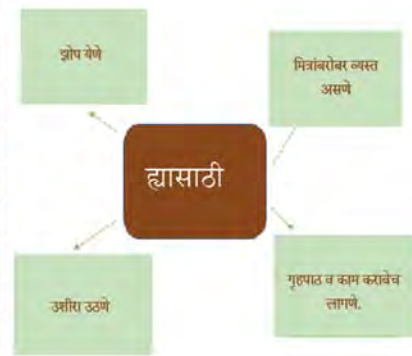 झोप येणे
मित्रांबरोबर व्यस्त
असणे
ह्यासाठी
उशीरा उठणे
गृहपाठ व काम करावेच
लागणे.